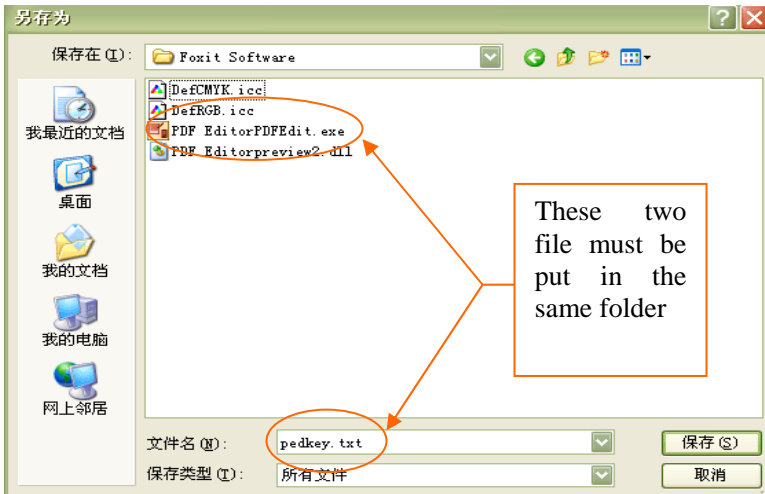 另存为
保存在(I):
Foxit Software
DefCMYK.icc
DefRGB.icc
PDF EditorPDFEdit.exe
PDF Editorpreview2.dll
我最近的文档
桌面
我的文档
我的电脑
网上邻居
These two
file must be
put in the
same folder
文件名(N):
pedkey.txt
保存(S)
保存类型(T):
所有文件
取消